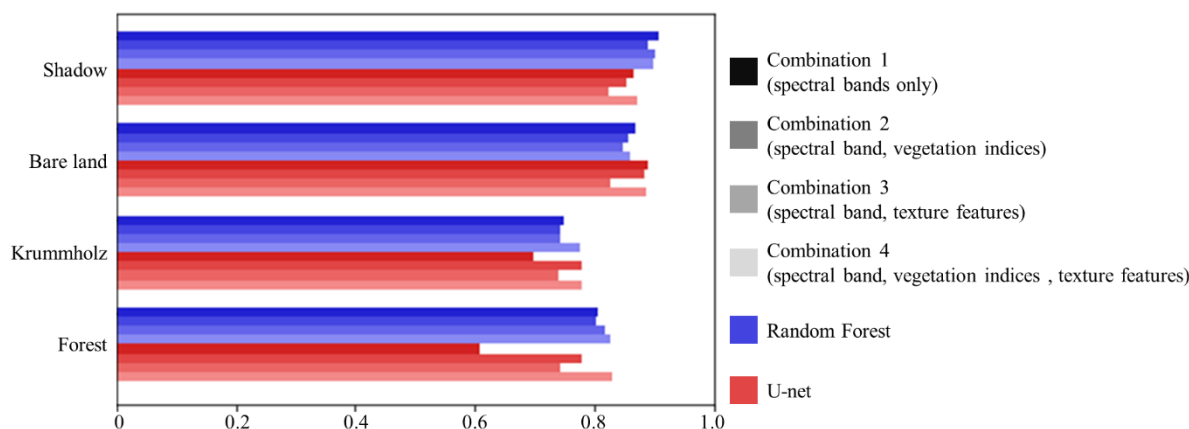 Shadow
Bare land
Krummholz
Forest
0
0.2
0.4
0.6
0.8
1.0
Combination 1
(spectral bands only)
Combination 2
(spectral band, vegetation indices)
Combination 3
(spectral band, texture features)
Combination 4
(spectral band, vegetation indices , texture features)
Random Forest
U-net